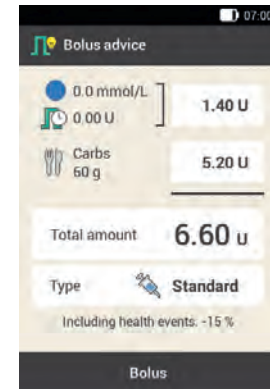 07:00
Bolus advice
0.0 mmol/L
0.00 U
1.40 U
Carbs
60 g
5.20 U
Total amount 6.60 U
Type Standard
Including health events: -15 %
Bolus